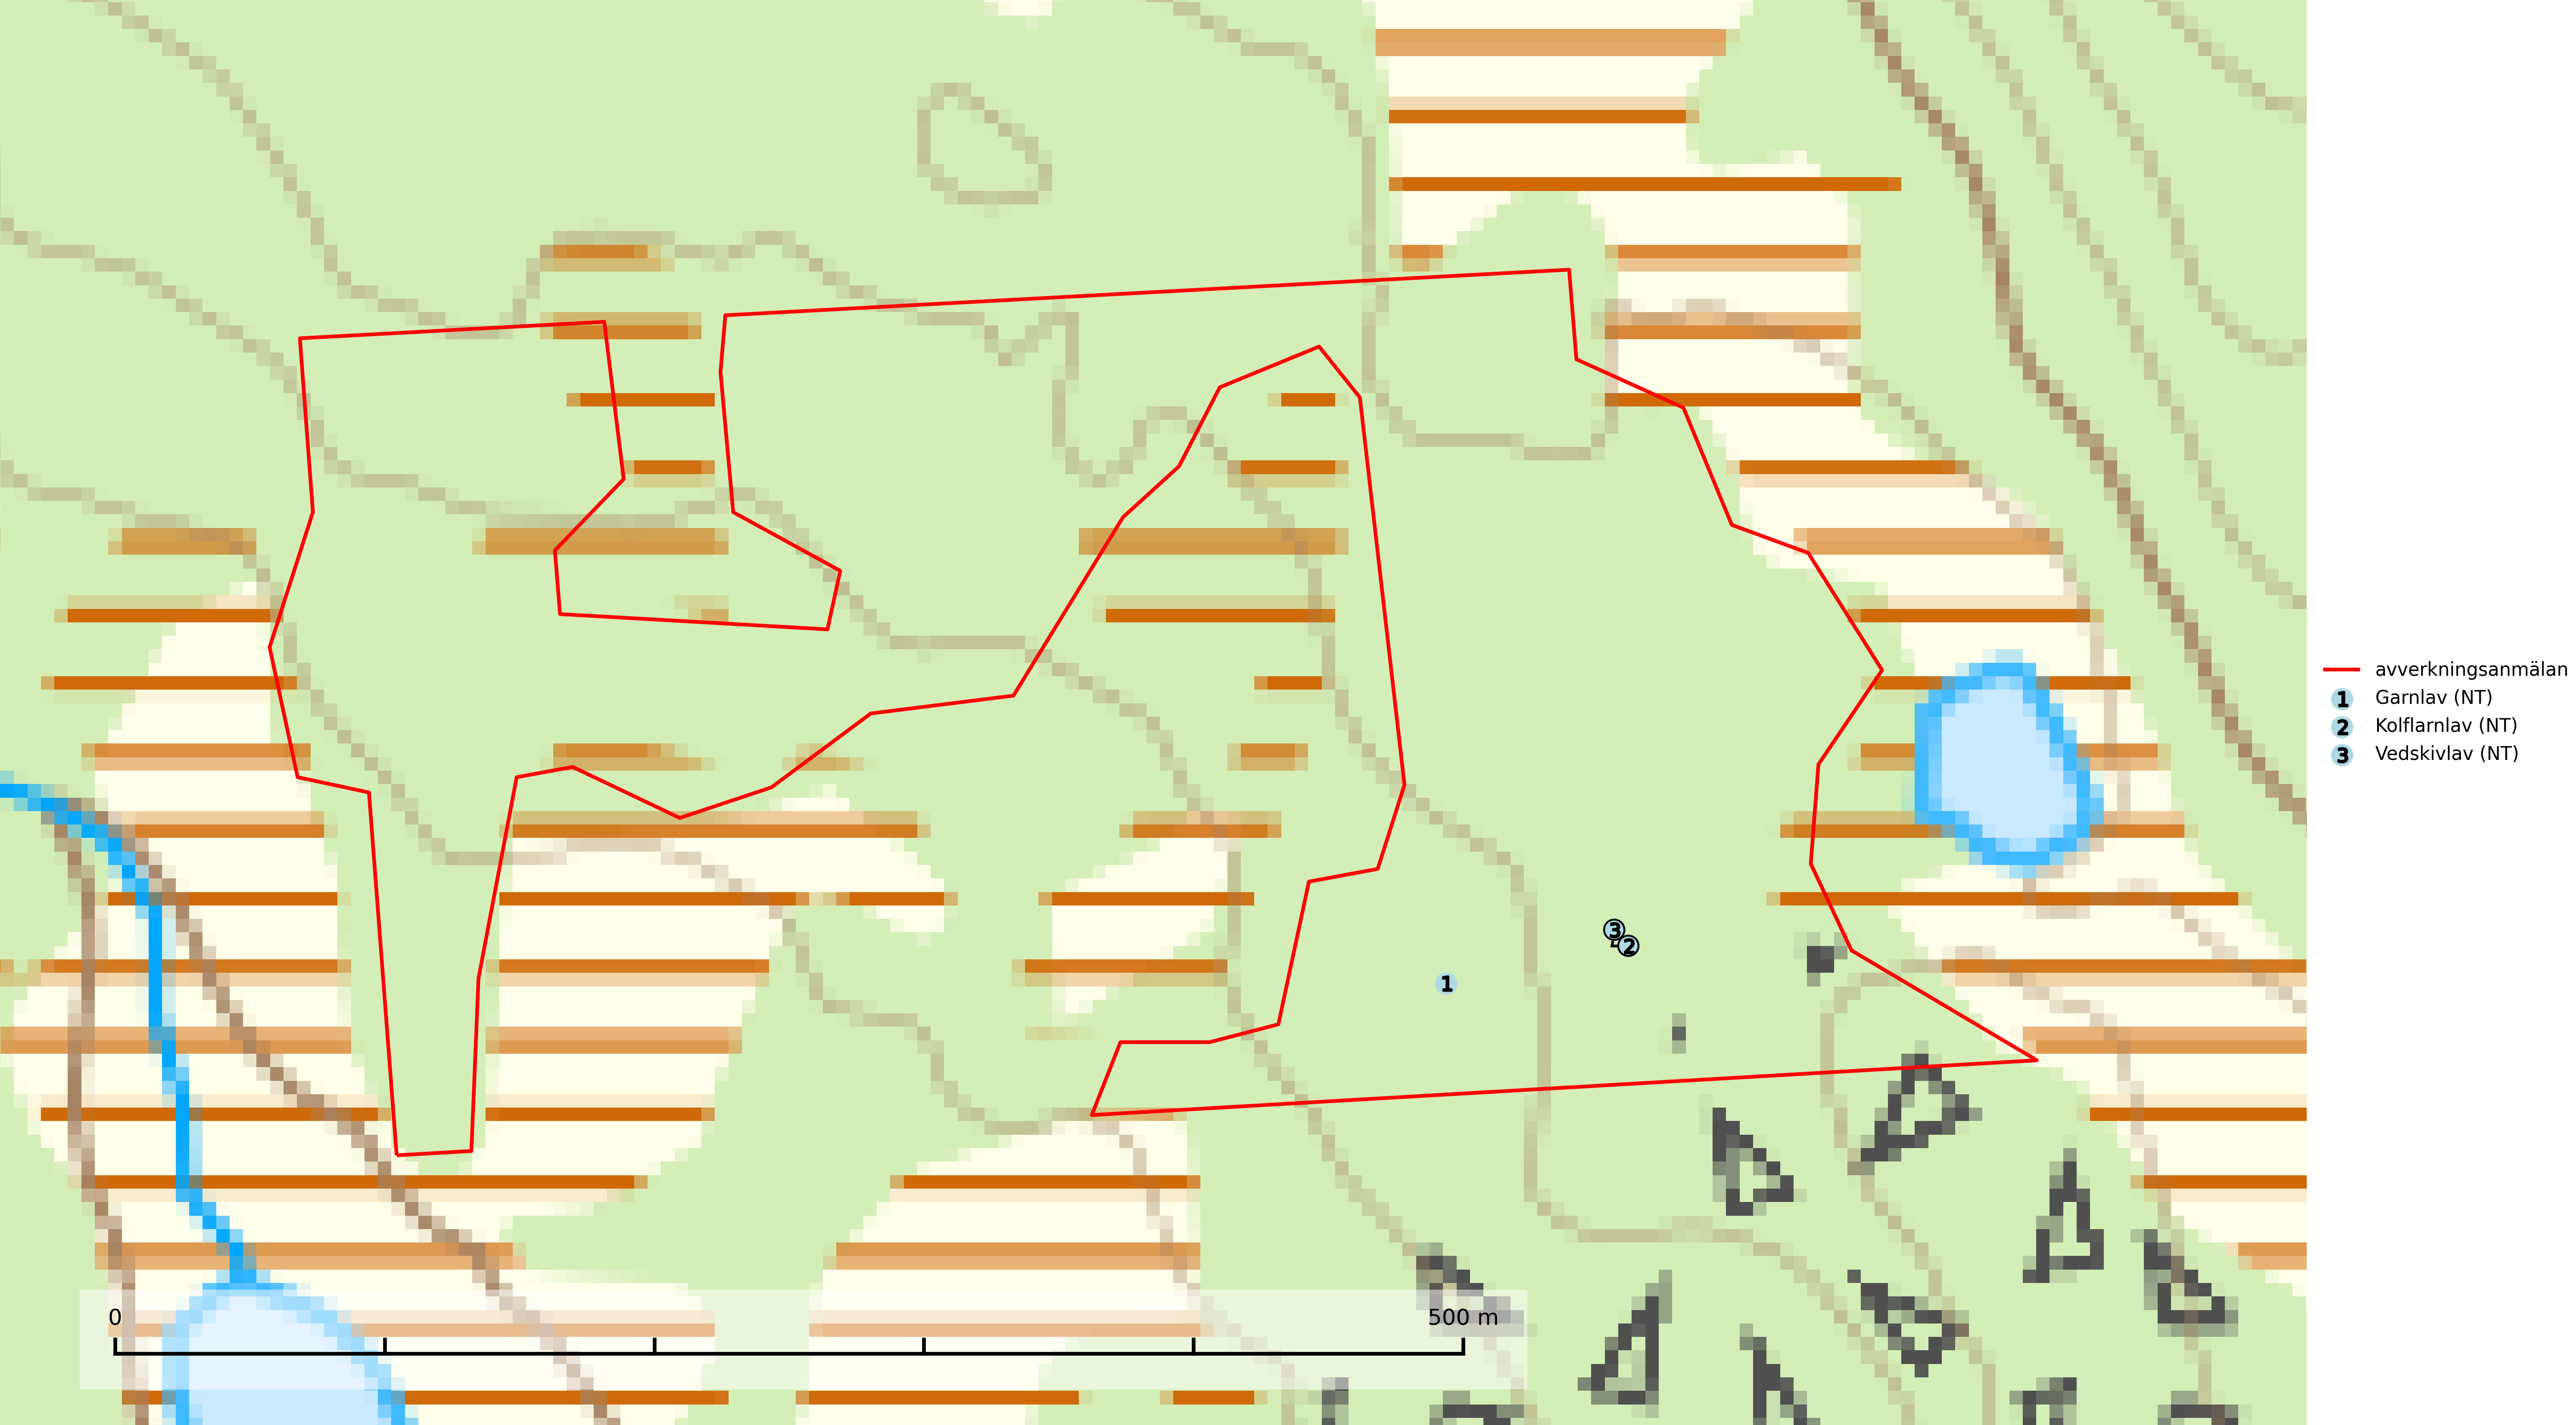 avverkningsanmälan
1 Garnlav (NT)
2 Kolflarnlav (NT)
3 Vedskivlav (NT)
3
2
1
0 500 m